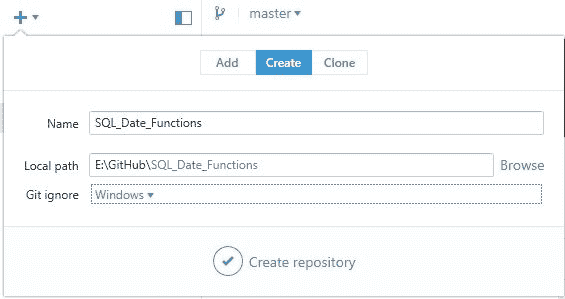 master
Add Create Clone
Name SQL_Date_Functions
Local path E:\GitHub\SQL_Date_Functions Browse
Git ignore Windows
Create repository